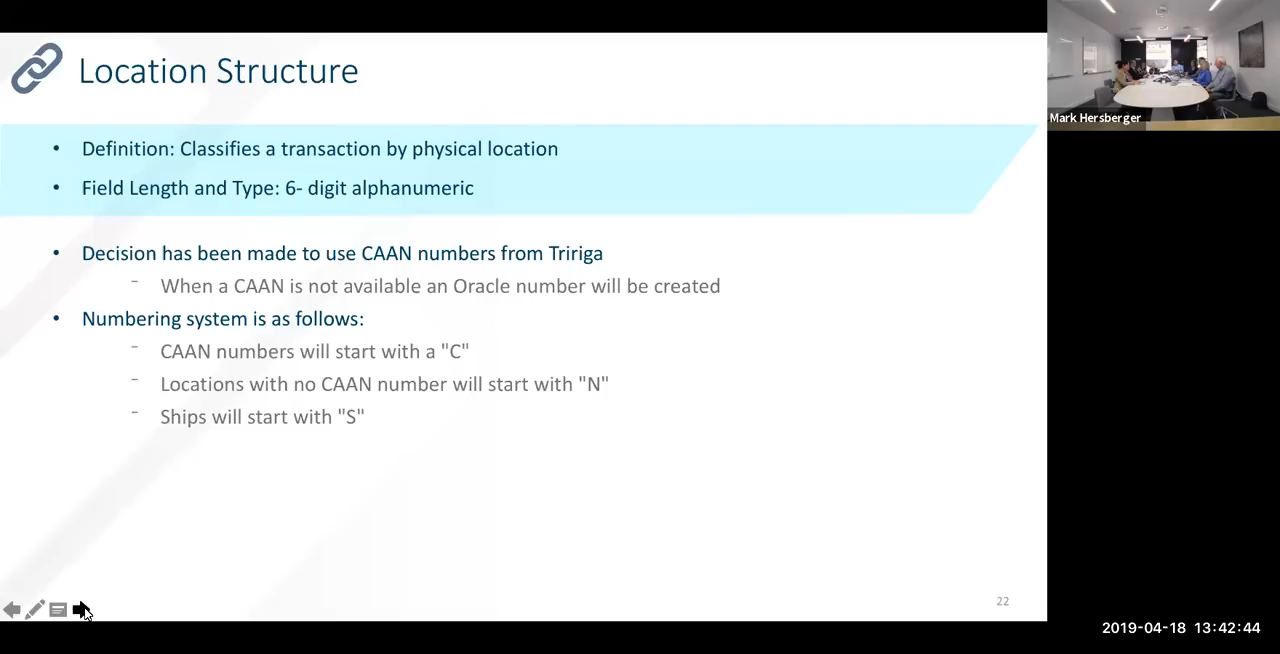 Location Structure
• Definition: Classifies a transaction by physical location
• Field Length and Type: 6- digit alphanumeric
• Decision has been made to use CAAN numbers from Tririga
- When a CAAN is not available an Oracle number will be created
• Numbering system is as follows:
- CAAN numbers will start with a "C"
- Locations with no CAAN number will start with "N"
- Ships will start with "S"
22
Mark Hersberger
2019-04-18 13:42:44